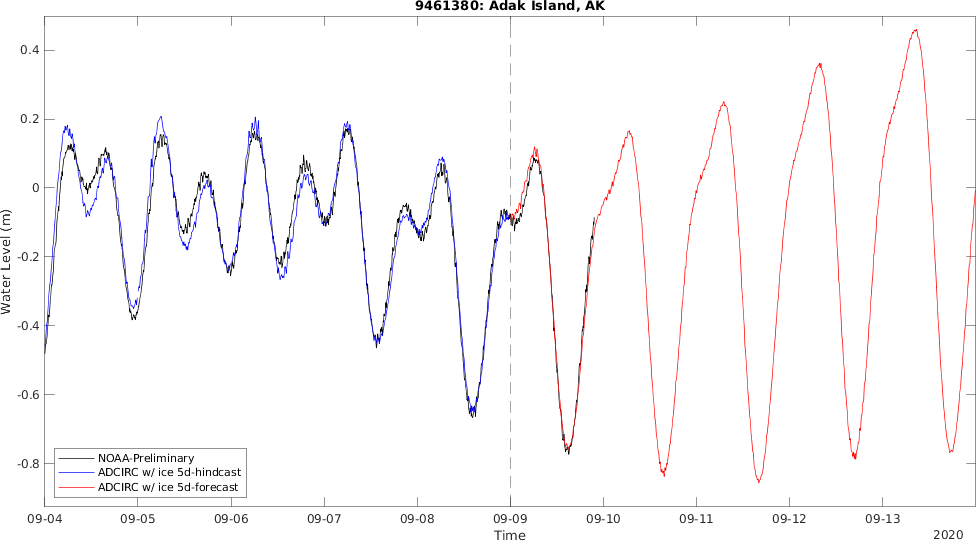 9461380: Adak Island, AK
0.4
0.2
0
-0.2
-0.4
-0.6
-0.8
Water Level (m)
NOAA-Preliminary
ADCIRC w/ ice 5d-hindcast
ADCIRC w/ ice 5d-forecast
09-04 09-05 09-06 09-07 09-08 09-09 09-10 09-11 09-12 09-13
Time
2020